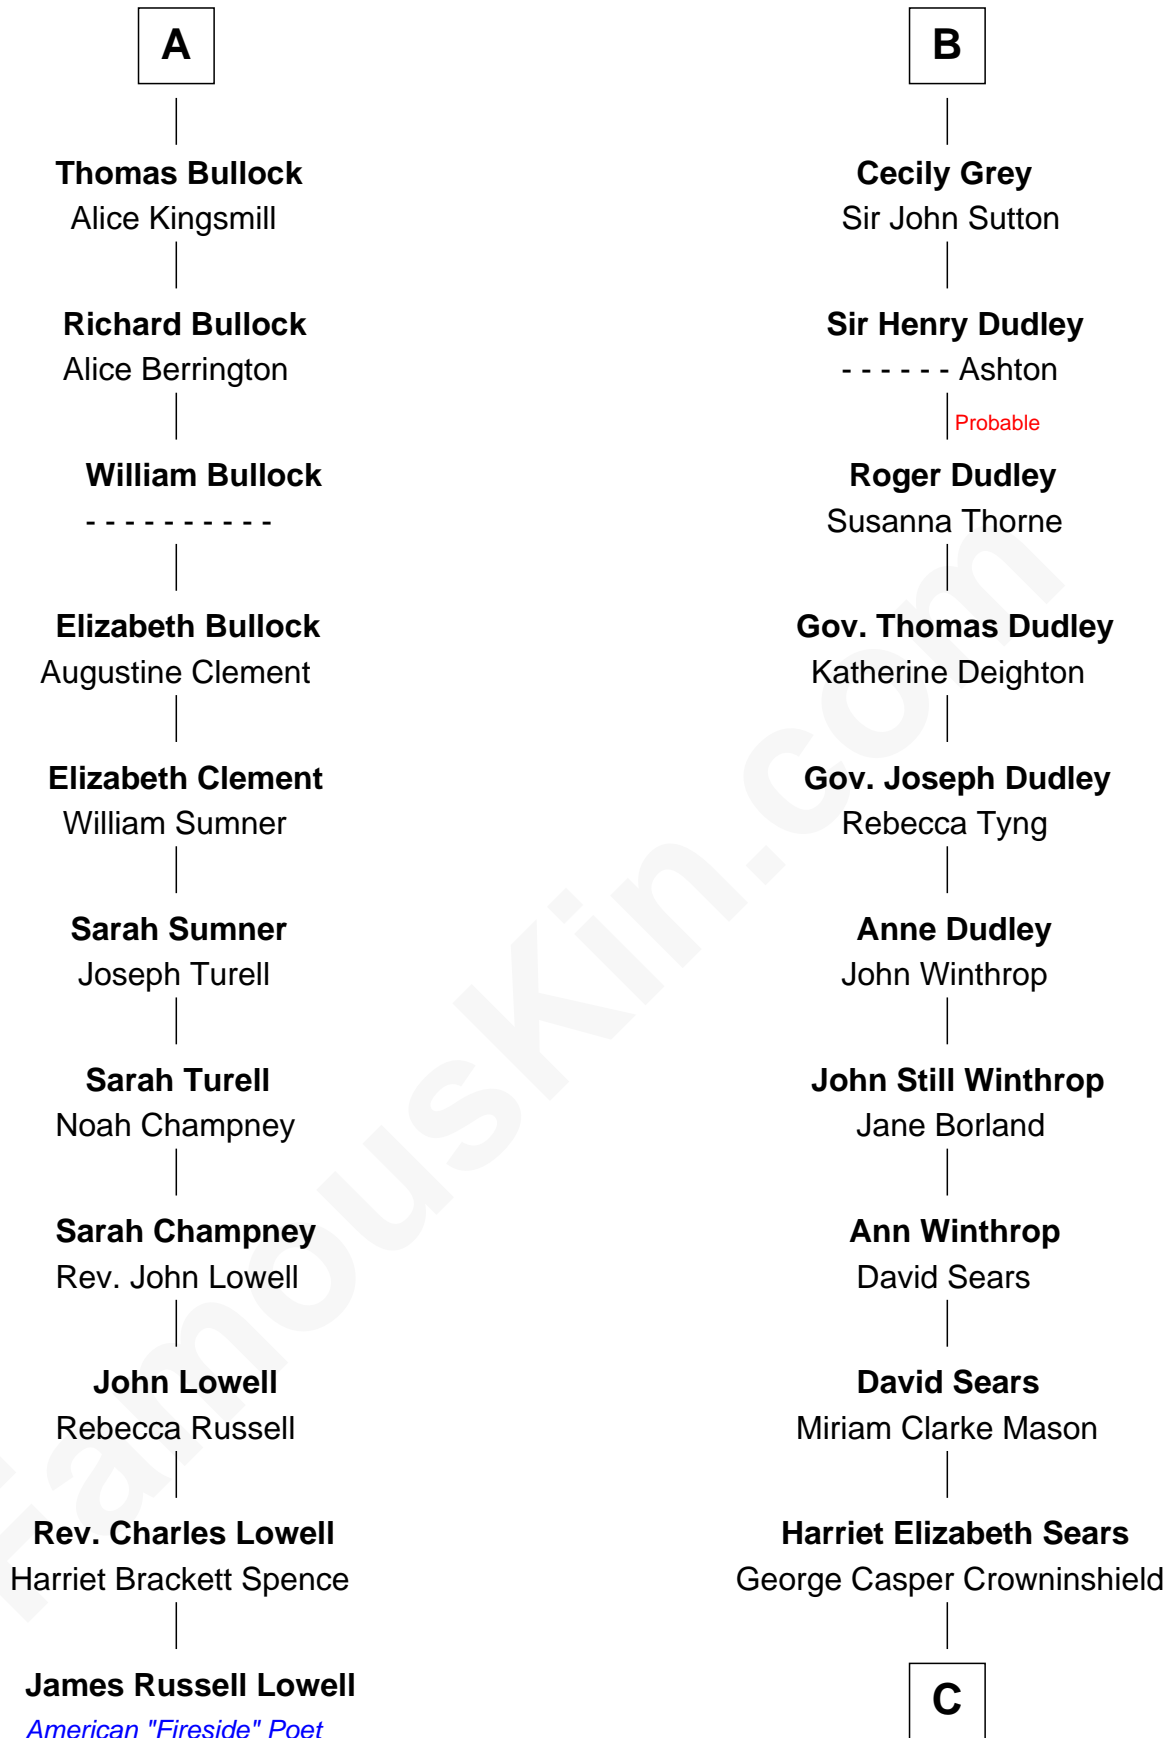 A
Thomas Bullock
Alice Kingsmill
Richard Bullock
Alice Berrington
William Bullock
- - - - - - - - - -
Elizabeth Bullock
Augustine Clement
Elizabeth Clement
William Sumner
Sarah Sumner
Joseph Turell
Sarah Turell
Noah Champney
Sarah Champney
Rev. John Lowell
John Lowell
Rebecca Russell
Rev. Charles Lowell
Harriet Brackett Spence
James Russell Lowell
American "Fireside" Poet
B
Cecily Grey
Sir John Sutton
Sir Henry Dudley
- - - - - - Ashton
Probable
Roger Dudley
Susanna Thorne
Gov. Thomas Dudley
Katherine Deighton
Gov. Joseph Dudley
Rebecca Tyng
Anne Dudley
John Winthrop
John Still Winthrop
Jane Borland
Ann Winthrop
David Sears
David Sears
Miriam Clarke Mason
Harriet Elizabeth Sears
George Casper Crowninshield
C
FamousKin.com